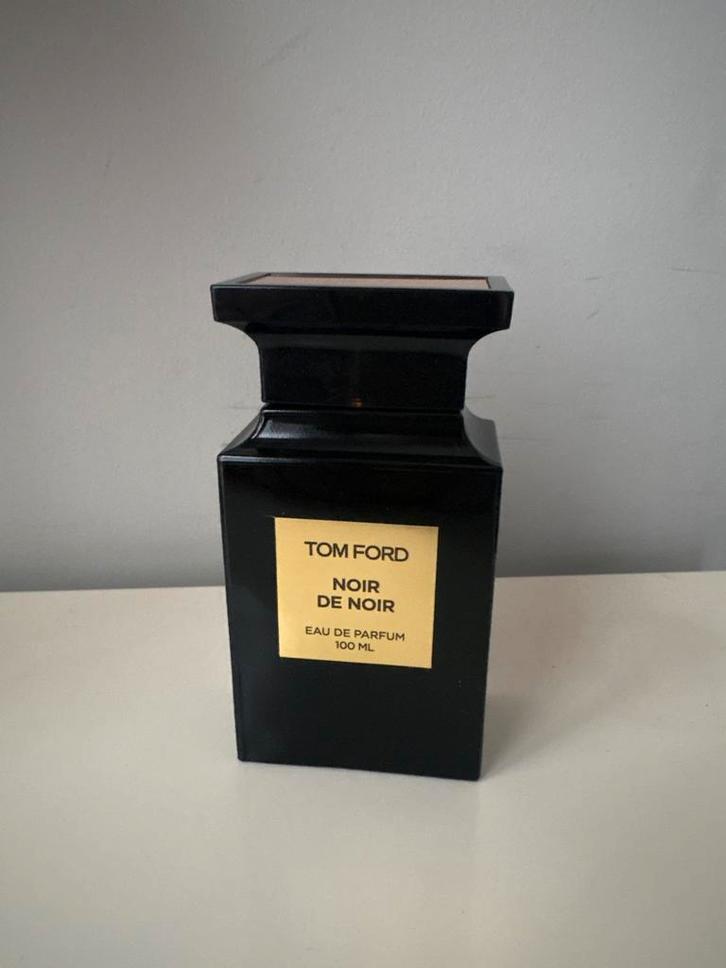 TOM FORD
NOIR
DE NOIR
EAU DE PARFUM
100 ML